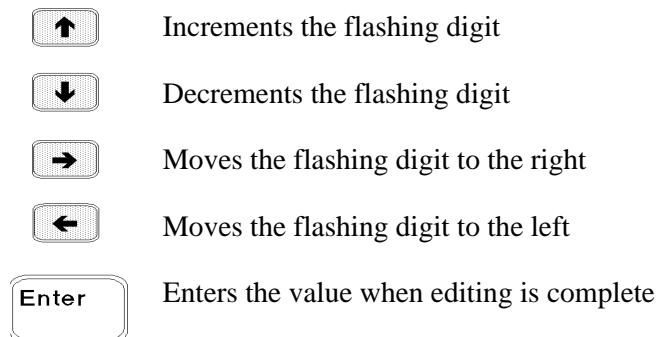 Increments the flashing digit
Decrements the flashing digit
Moves the flashing digit to the right
Moves the flashing digit to the left
Enter Enters the value when editing is complete